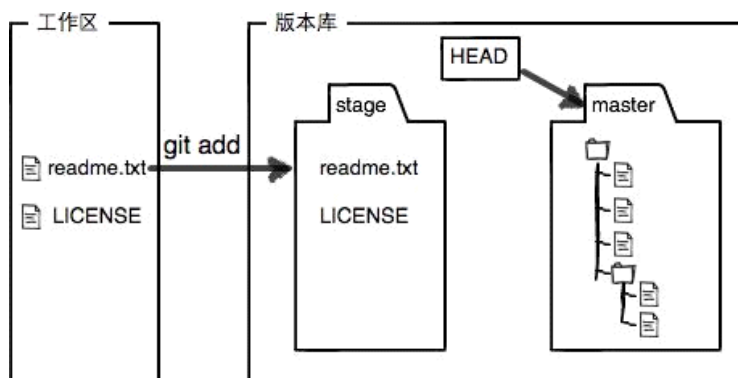 工作区
版本库
HEAD
stage
master
git add
readme.txt
readme.txt
LICENSE
LICENSE